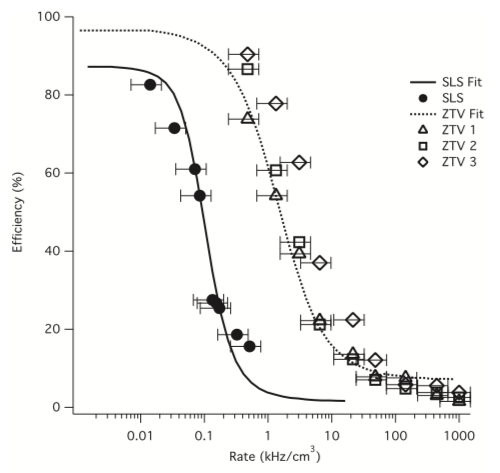 100
80
60
40
20
0
Efficiency (%)
SLS Fit
SLS
ZTV Fit
ZTV 1
ZTV 2
ZTV 3
0.01 0.1 1 10 100 1000
Rate (kHz/cm³)